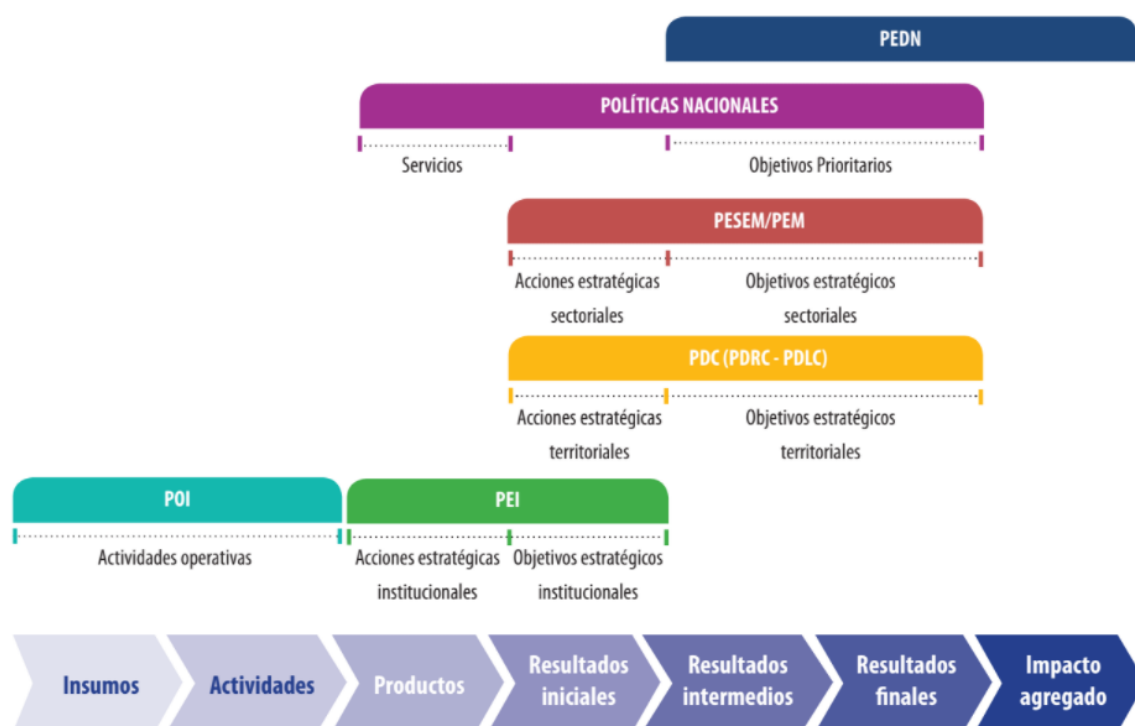 PEDN
POLÍTICAS NACIONALES
Servicios
Objetivos Prioritarios
PESEM/PEM
Acciones estratégicas
sectoriales
Objetivos estratégicos
sectoriales
PDC (PDRC - PDLC)
Acciones estratégicas
territoriales
Objetivos estratégicos
territoriales
POI
Actividades operativas
PEI
Acciones estratégicas
institucionales
Objetivos estratégicos
institucionales
Insumos
Actividades
Productos
Resultados
iniciales
Resultados
intermedios
Resultados
finales
Impacto
agregado